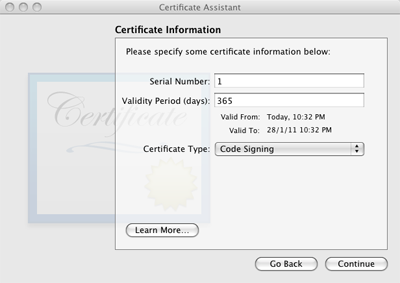 Certificate Assistant
Certificate Information
Please specify some certificate information below:
Serial Number: 1
Validity Period (days): 365
Valid From: Today, 10:32 PM
Valid To: 28/1/11 10:32 PM
Certificate
Certificate Type: Code Signing
Learn More...
Go Back Continue